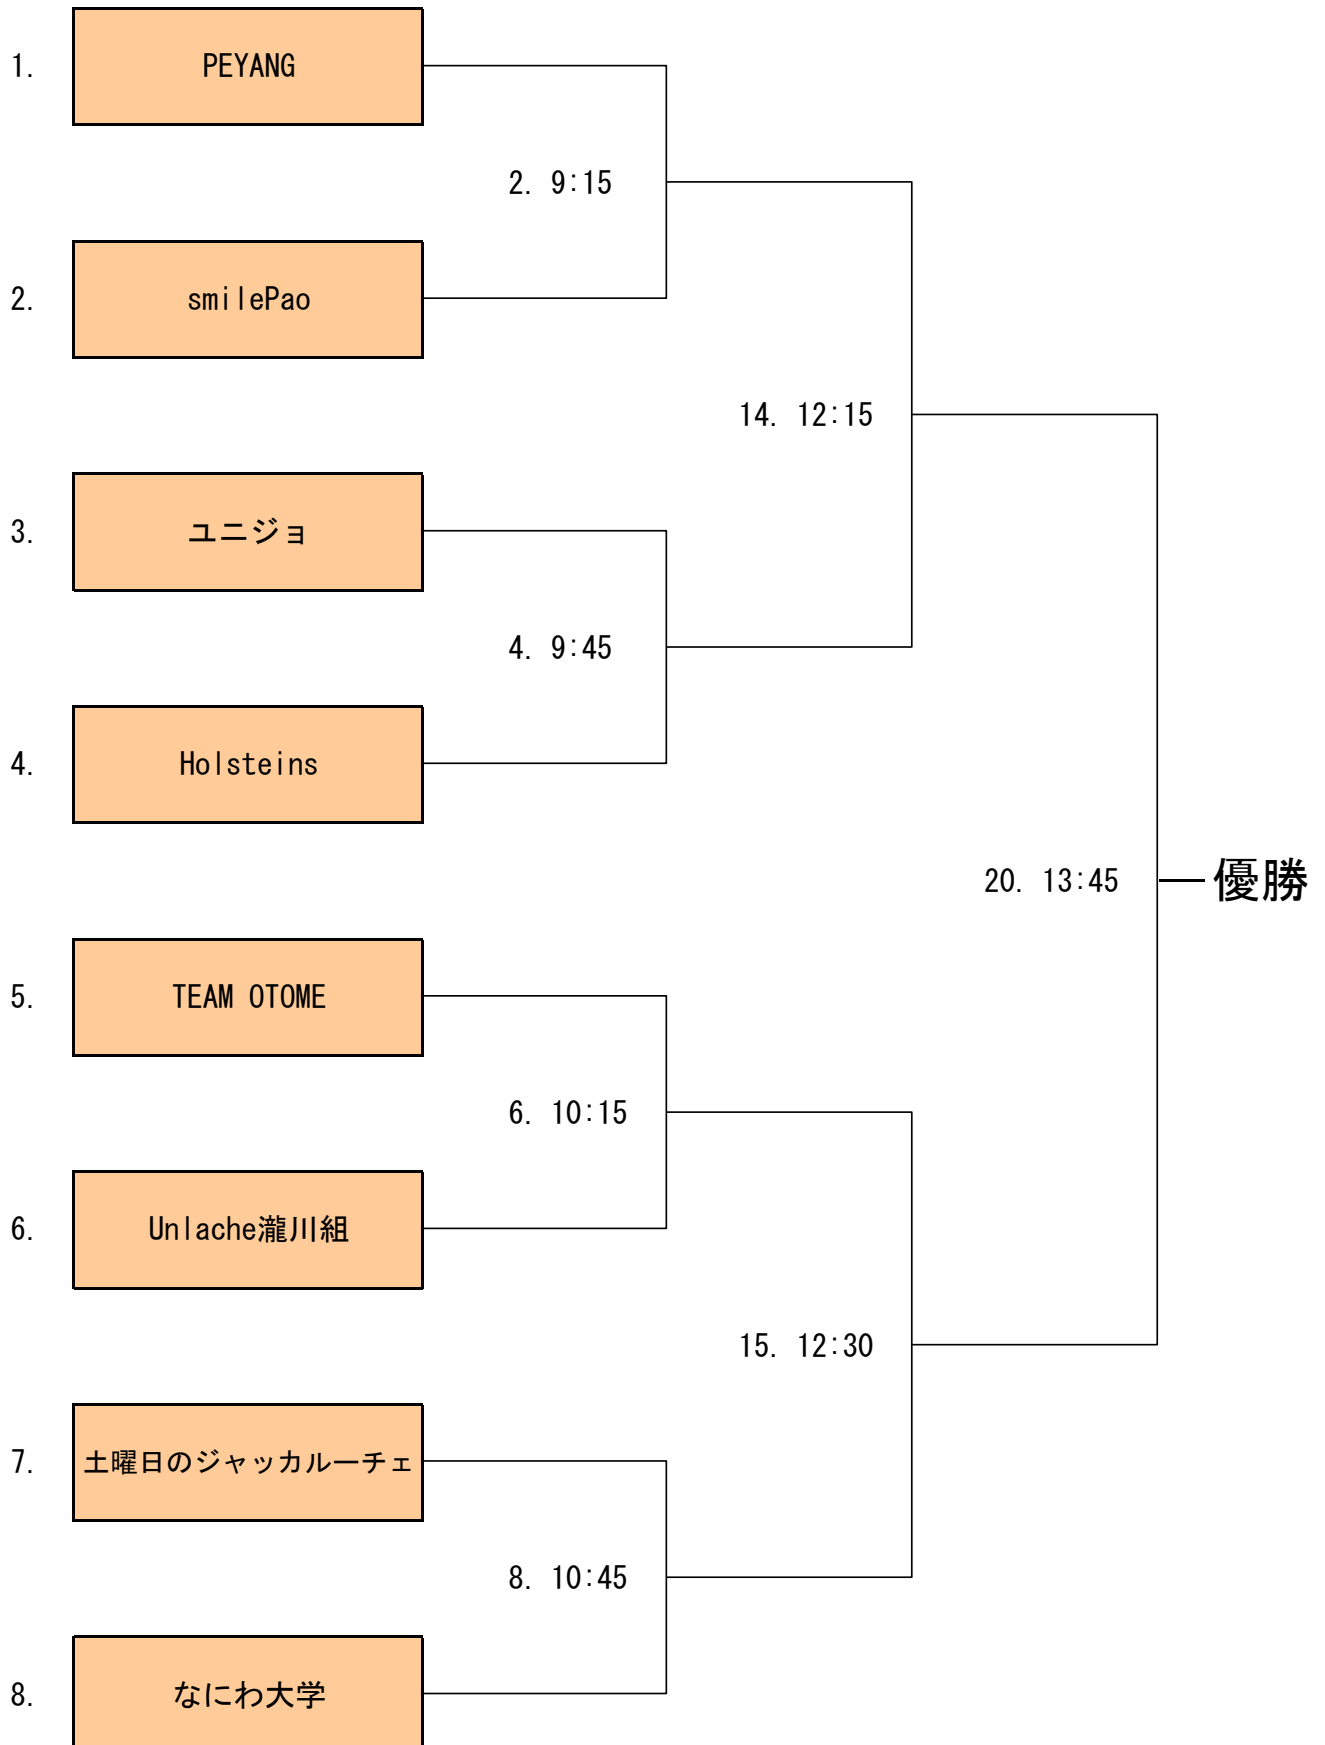 1. PEYANG
2. 9:15
2. smilePao
14. 12:15
3. ユニジョ
4. 9:45
4. Holsteins
20. 13:45 優勝
5. TEAM OTOME
6. 10:15
6. Unlache瀧川組
15. 12:30
7. 土曜日のジャッカルーチェ
8. 10:45
8. なにわ大学